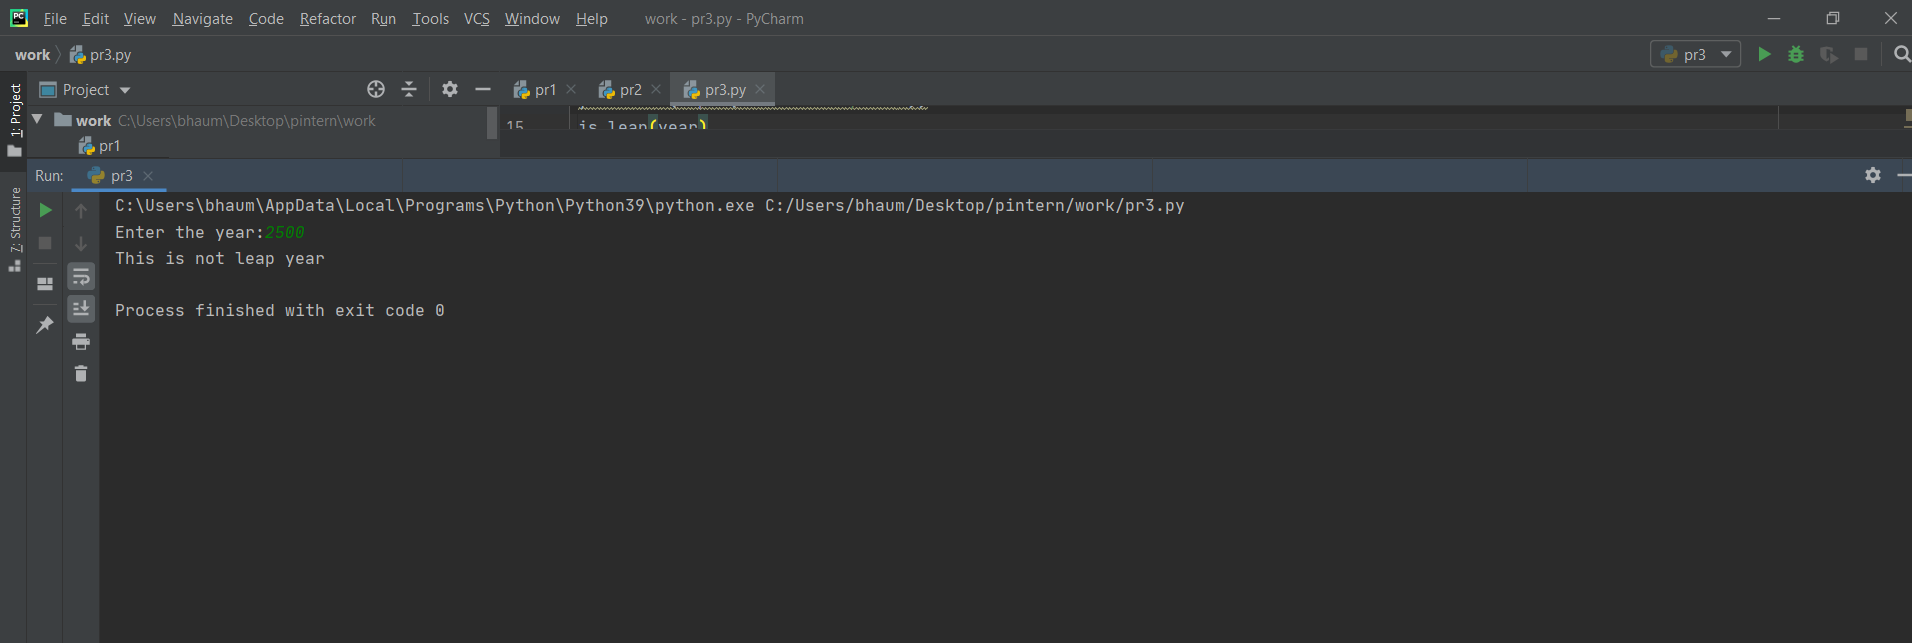 PC File Edit View Navigate Code Refactor Run Tools VCS Window Help work - pr3.py - PyCharm
work pr3.py pr3
1: Project Project pr1 pr2 pr3.py
work C:\Users\bhaum\Desktop\pintern\work
15 is_leap(year)
pr1
Run: pr3
7: Structure
C:\Users\bhaum\AppData\Local\Programs\Python\Python39\python.exe C:/Users/bhaum/Desktop/pintern/work/pr3.py
Enter the year:2500
This is not leap year
Process finished with exit code 0